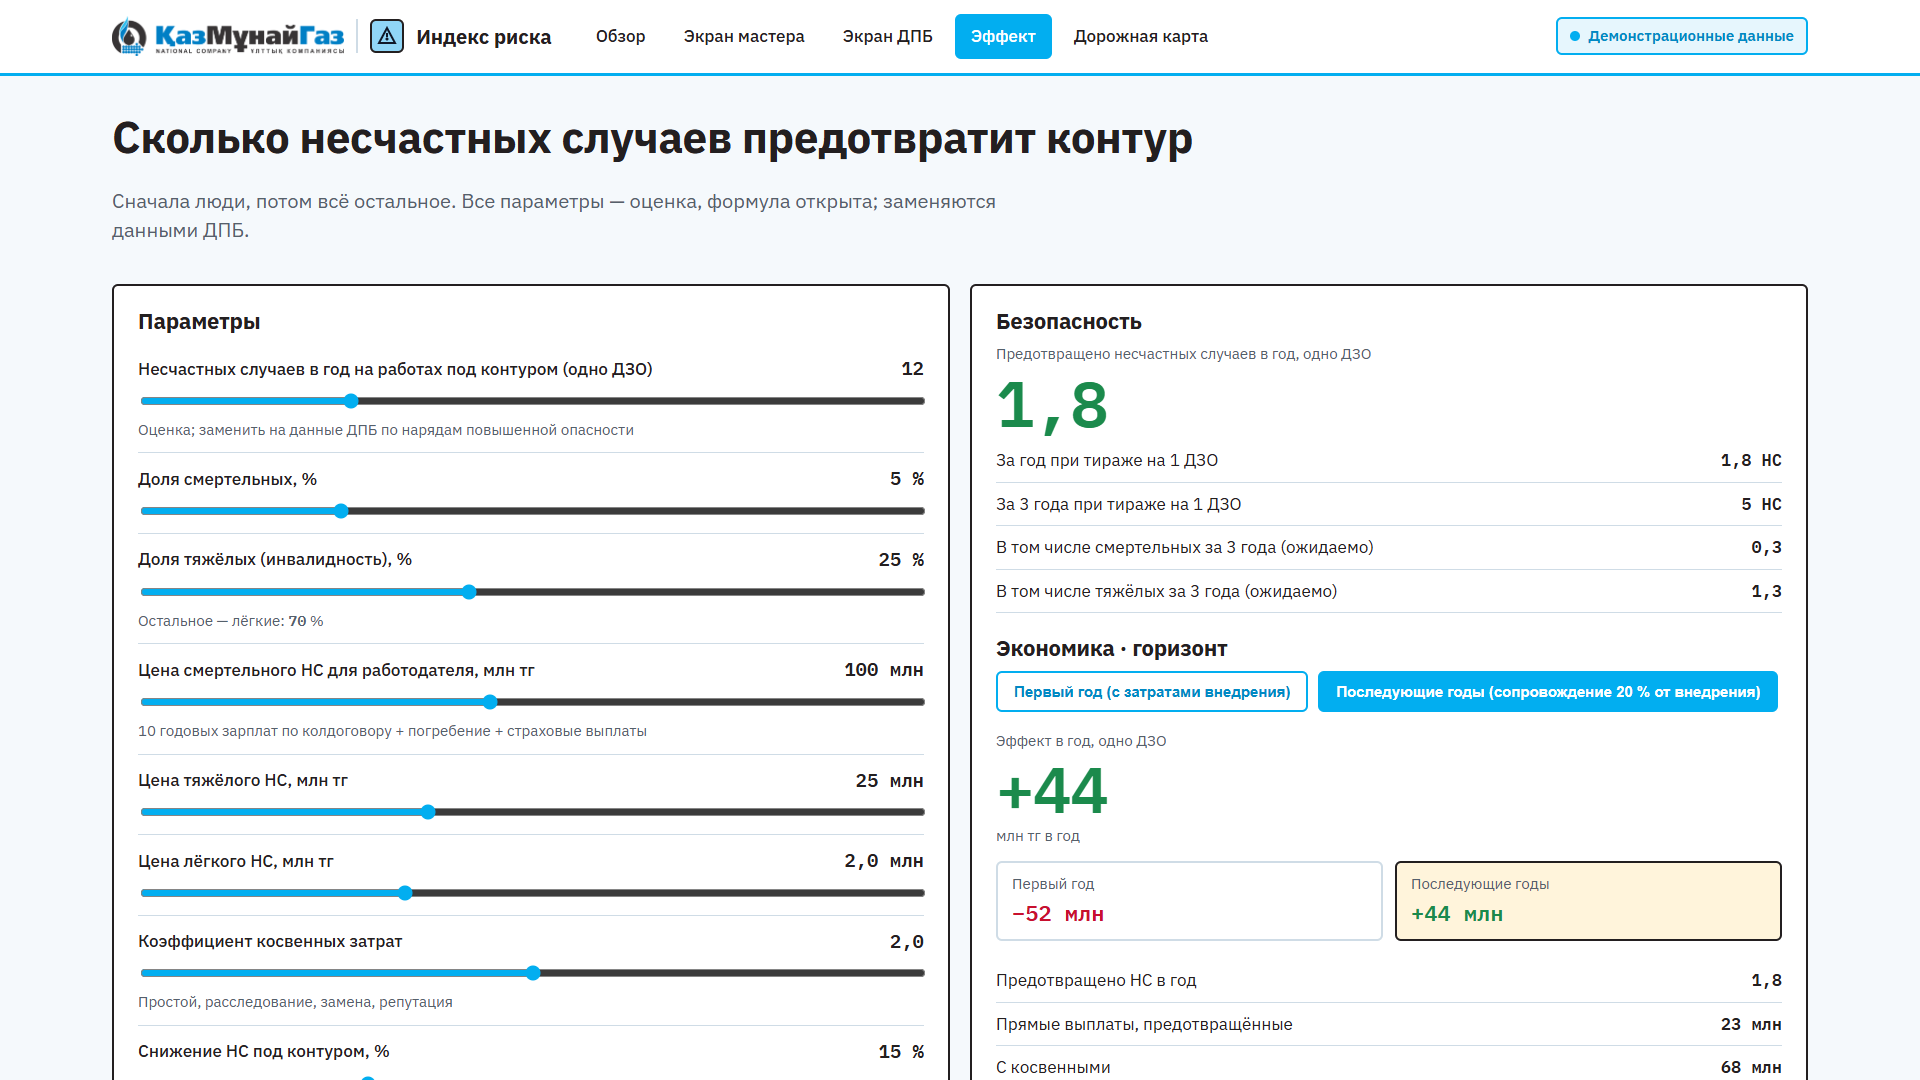 ҚазМұнайГаз
NATIONAL COMPANY ҰЛТТЫҚ КОМПАНИЯСЫ
Индекс риска
Обзор
Экран мастера
Экран ДПБ
Эффект
Дорожная карта
Демонстрационные данные
Сколько несчастных случаев предотвратит контур
Сначала люди, потом всё остальное. Все параметры — оценка, формула открыта; заменяются
данными ДПБ.
Параметры
Несчастных случаев в год на работах под контуром (одно ДЗО) 12
Оценка; заменить на данные ДПБ по нарядам повышенной опасности
Доля смертельных, % 5 %
Доля тяжёлых (инвалидность), % 25 %
Остальное — лёгкие: 70 %
Цена смертельного НС для работодателя, млн тг 100 млн
10 годовых зарплат по колдоговору + погребение + страховые выплаты
Цена тяжёлого НС, млн тг 25 млн
Цена лёгкого НС, млн тг 2,0 млн
Коэффициент косвенных затрат 2,0
Простой, расследование, замена, репутация
Снижение НС под контуром, % 15 %
Безопасность
Предотвращено несчастных случаев в год, одно ДЗО
1,8
За год при тираже на 1 ДЗО 1,8 НС
За 3 года при тираже на 1 ДЗО 5 НС
В том числе смертельных за 3 года (ожидаемо) 0,3
В том числе тяжёлых за 3 года (ожидаемо) 1,3
Экономика · горизонт
Первый год (с затратами внедрения)
Последующие годы (сопровождение 20 % от внедрения)
Эффект в год, одно ДЗО
+44
млн тг в год
Первый год
−52 млн
Последующие годы
+44 млн
Предотвращено НС в год 1,8
Прямые выплаты, предотвращённые 23 млн
С косвенными 68 млн